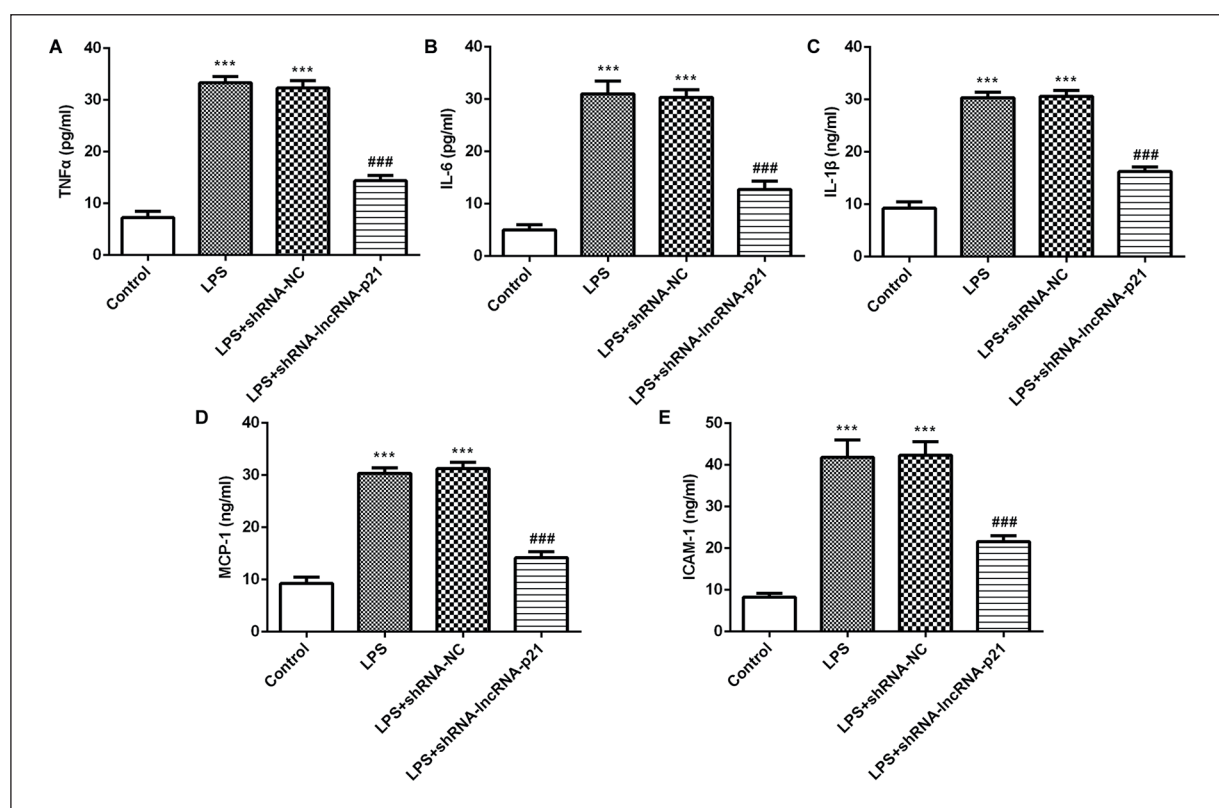 A
TNFα (pg/ml)
40
30
20
10
0
***
***
###
Control
LPS
LPS+shRNA-NC
LPS+shRNA-lncRNA-p21
B
IL-6 (pg/ml)
40
30
20
10
0
***
***
###
Control
LPS
LPS+shRNA-NC
LPS+shRNA-lncRNA-p21
C
IL-1β (ng/ml)
40
30
20
10
0
***
***
###
Control
LPS
LPS+shRNA-NC
LPS+shRNA-lncRNA-p21
D
MCP-1 (ng/ml)
40
30
20
10
0
***
***
###
Control
LPS
LPS+shRNA-NC
LPS+shRNA-lncRNA-p21
E
ICAM-1 (ng/ml)
50
40
30
20
10
0
***
***
###
Control
LPS
LPS+shRNA-NC
LPS+shRNA-lncRNA-p21